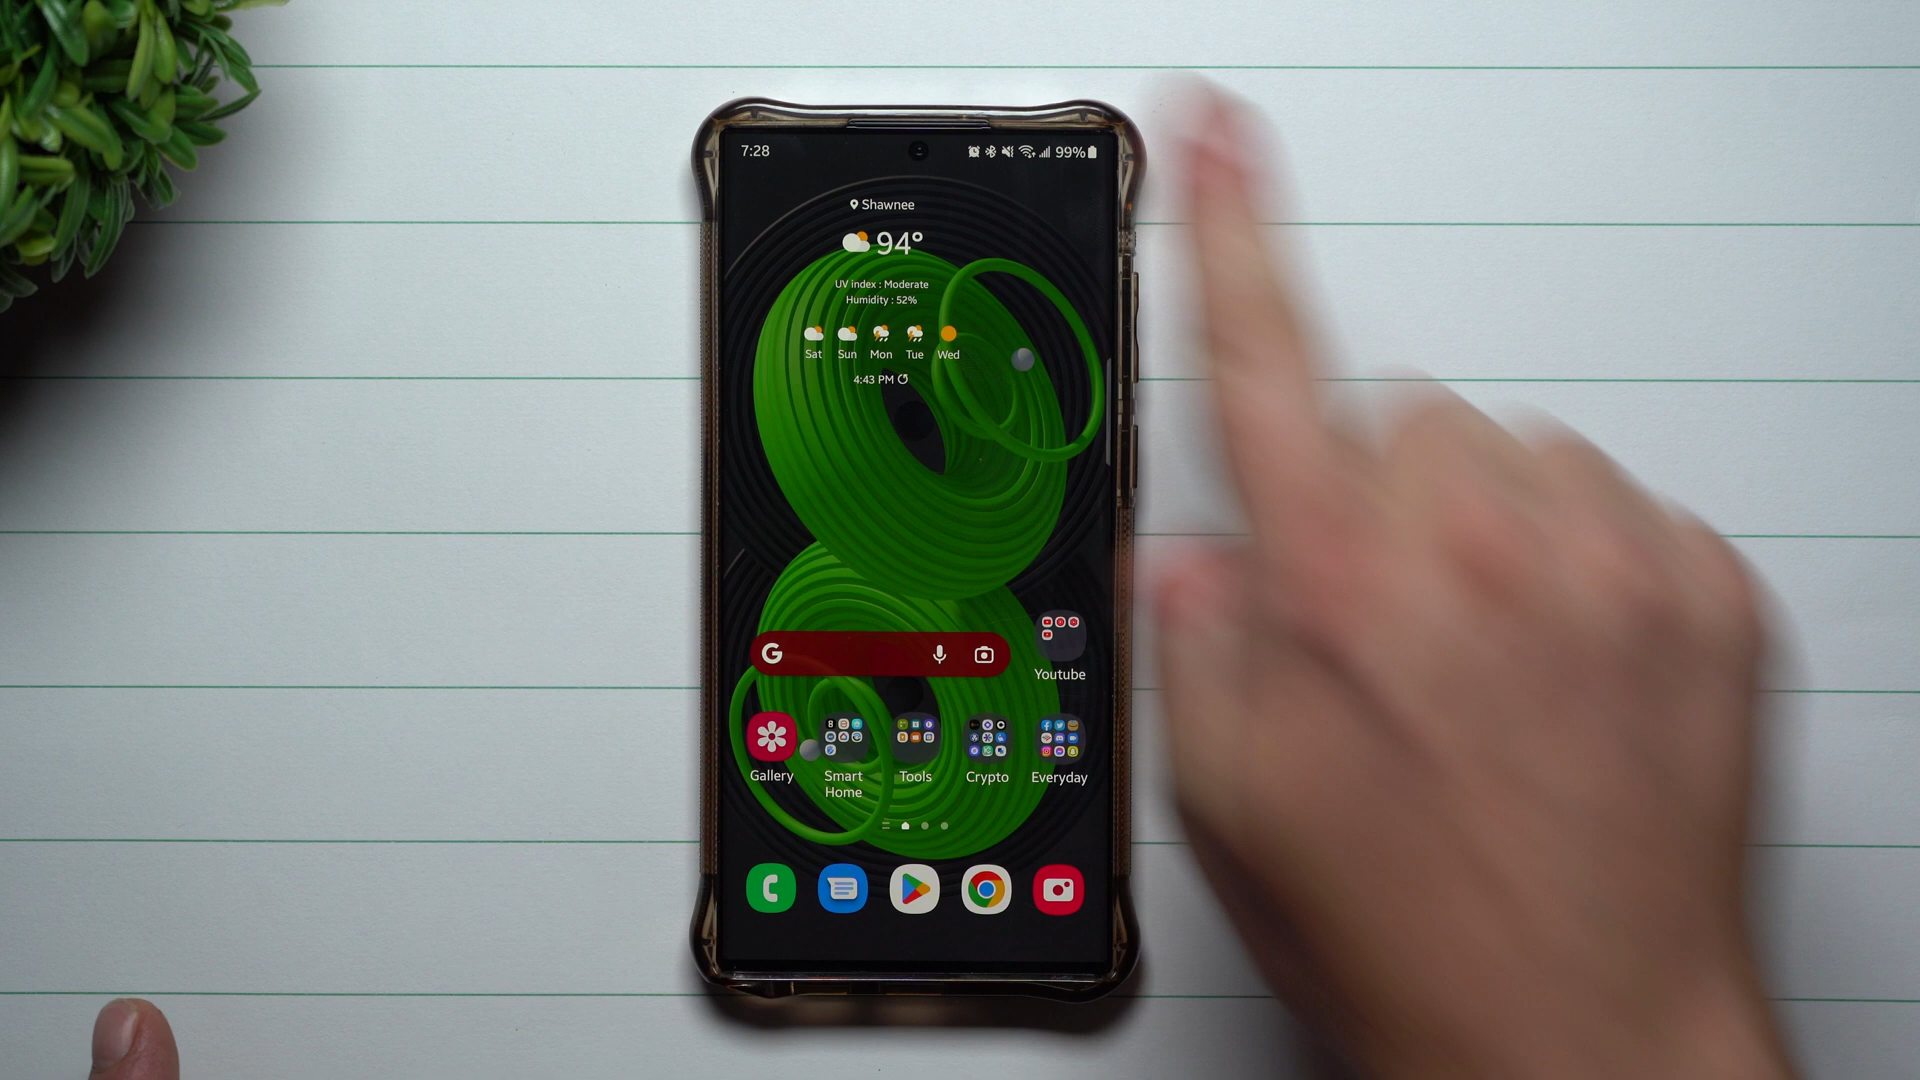 7:28
99%
Shawnee
94°
UV index : Moderate
Humidity : 52%
Sat Sun Mon Tue Wed
4:43 PM
G
Youtube
Gallery
Smart
Home
Tools
Crypto
Everyday